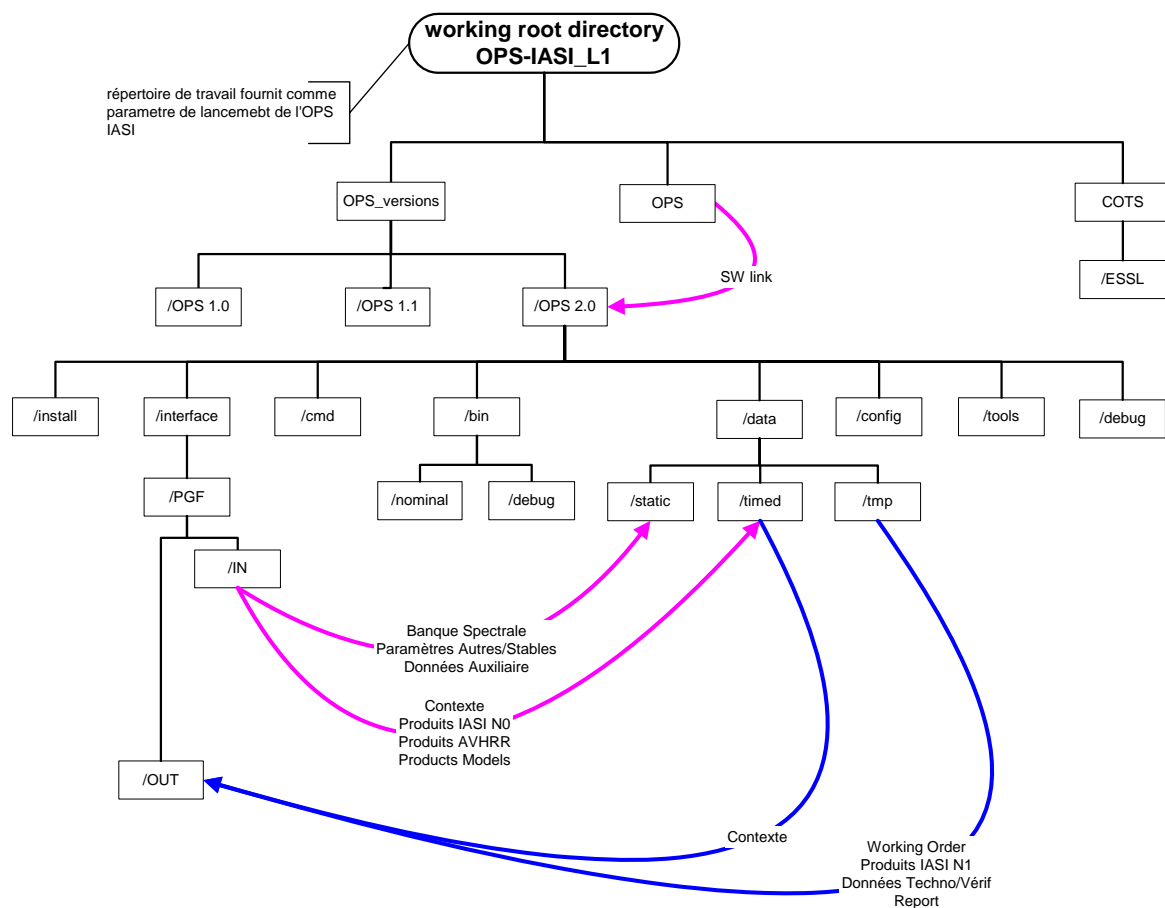 working root directory
OPS-IASI_L1
répertoire de travail fournit comme
parametre de lancemebt de l'OPS
IASI
OPS_versions
OPS
COTS
SW link
/ESSL
/OPS 1.0
/OPS 1.1
/OPS 2.0
/install
/interface
/cmd
/bin
/data
/config
/tools
/debug
/PGF
/nominal
/debug
/static
/timed
/tmp
/IN
Banque Spectrale
Paramètres Autres/Stables
Données Auxiliaire
Contexte
Produits IASI N0
Produits AVHRR
Products Models
/OUT
Contexte
Working Order
Produits IASI N1
Données Techno/Vérif
Report